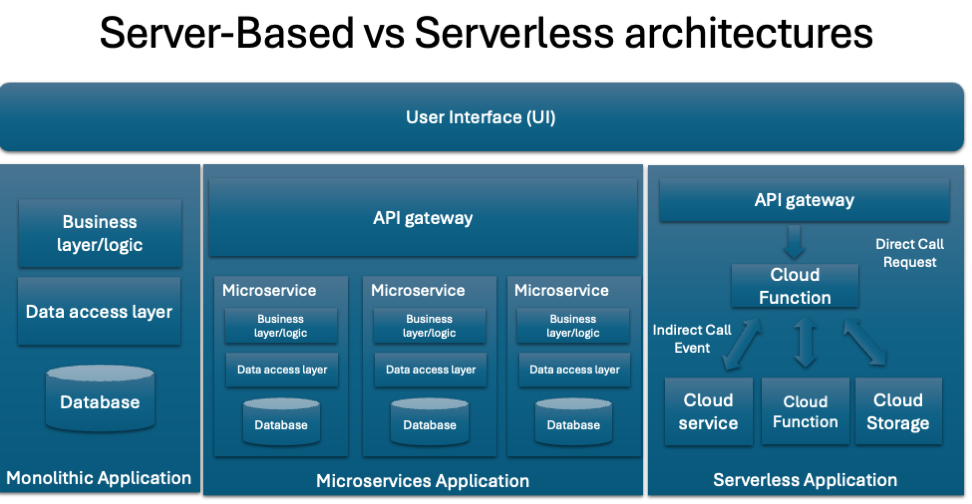 Server-Based vs Serverless architectures
User Interface (UI)
Business
layer/logic
Data access layer
Database
Monolithic Application
API gateway
Microservice
Business
layer/logic
Data access layer
Database
Microservice
Business
layer/logic
Data access layer
Database
Microservice
Business
layer/logic
Data access layer
Database
Microservices Application
API gateway
Direct Call
Request
Cloud
Function
Indirect Call
Event
Cloud
service
Cloud
Function
Cloud
Storage
Serverless Application